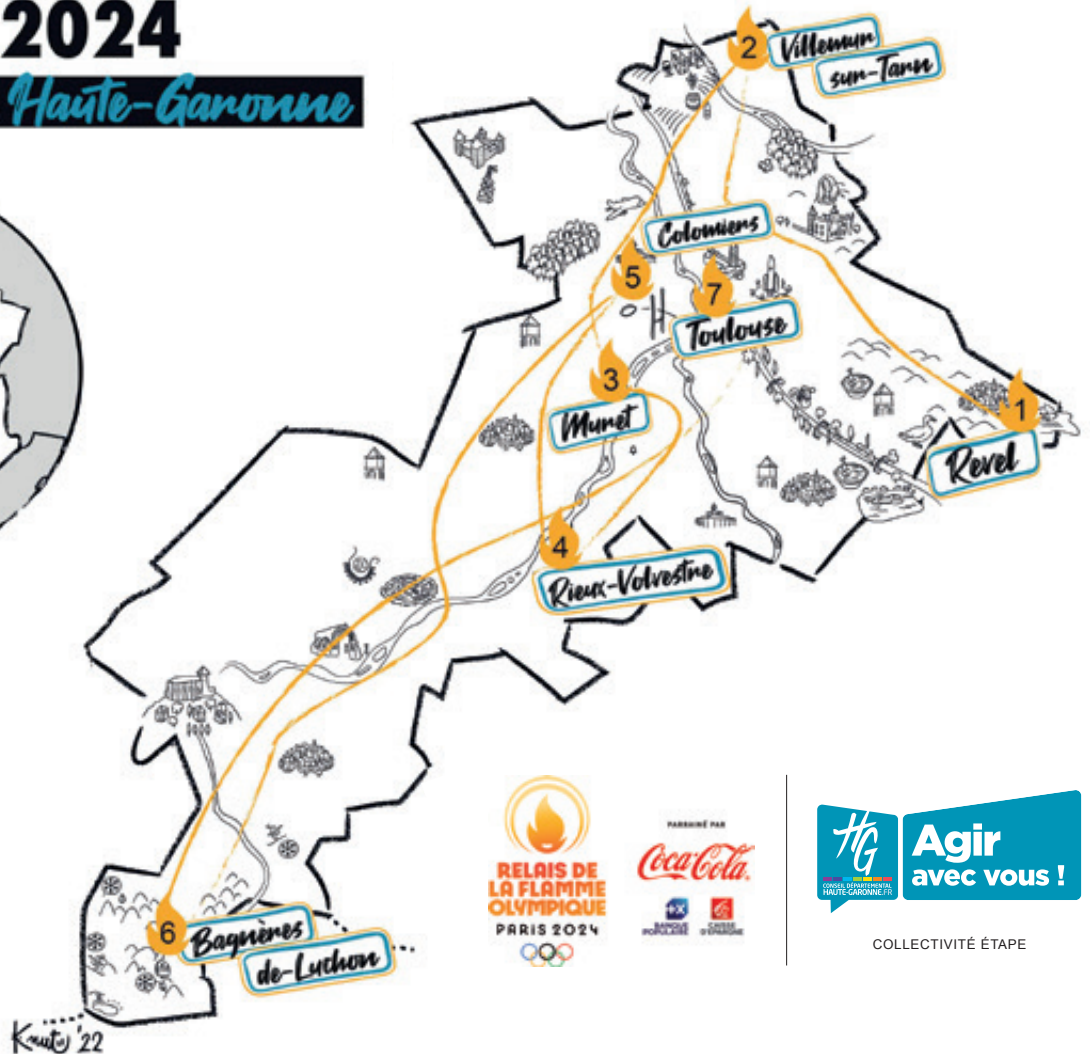 2024
Haute-Garonne
2
Villemur
sur-Tarn
Colomiers
5
7
Toulouse
3
Muret
1
Revel
4
Rieux-Volvestre
6
Bagnères
de-Luchon
Knuts '22
RELAIS DE
LA FLAMME
OLYMPIQUE
PARIS 2024
PARRAINÉ PAR
Coca-Cola
BANQUE
POPULAIRE
CAISSE
D'EPARGNE
HG
CONSEIL DÉPARTEMENTAL
HAUTE-GARONNE.FR
Agir
avec vous !
COLLECTIVITÉ ÉTAPE